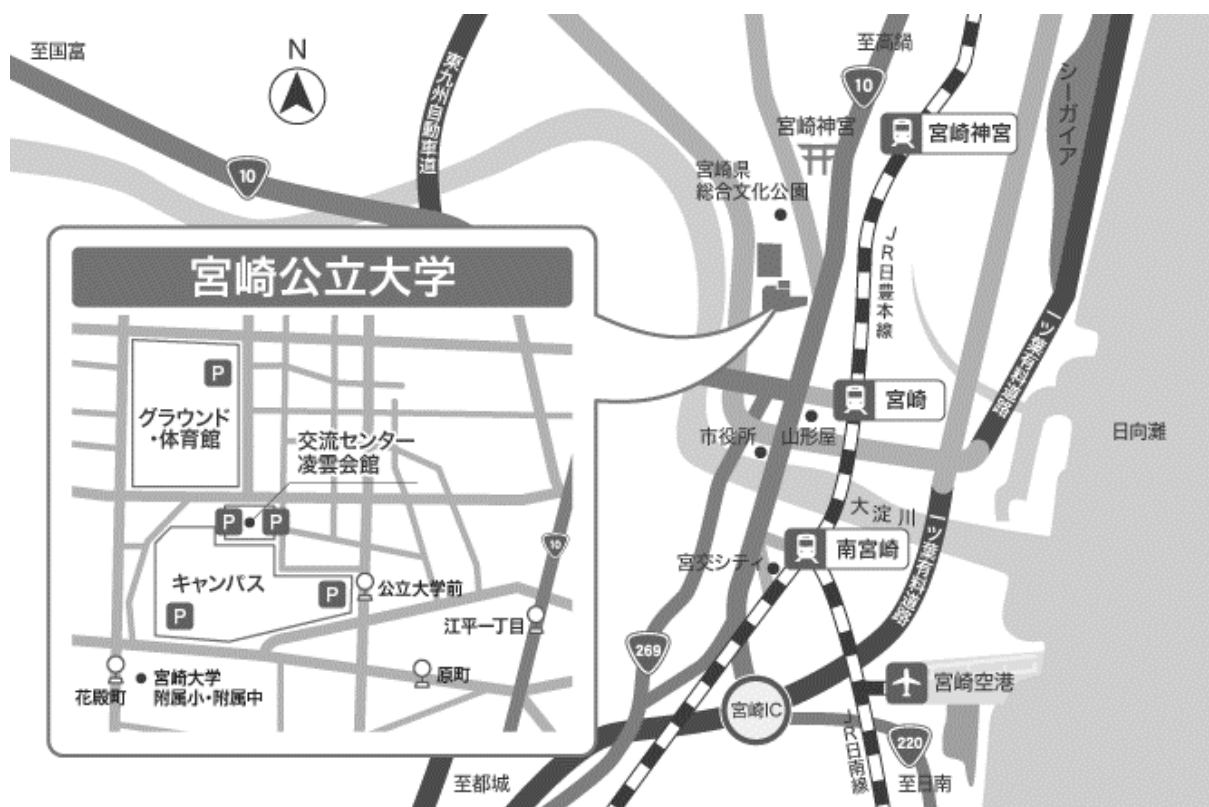 至国富
N
東九州自動車道
至高鍋
10
シーガイア
宮崎神宮
宮崎神宮
宮崎県
総合文化公園
10
JR日豊本線
宮崎公立大学
一ツ葉有料道路
P
グラウンド
・体育館
宮崎
日向灘
市役所
山形屋
交流センター
凌雲会館
大淀川
P
P
10
南宮崎
一ツ葉有料道路
宮交シティ
キャンパス
P
P
公立大学前
江平一丁目
269
花殿町
宮崎大学
附属小・附属中
原町
宮崎空港
宮崎IC
JR日南線
220
至都城
至日南